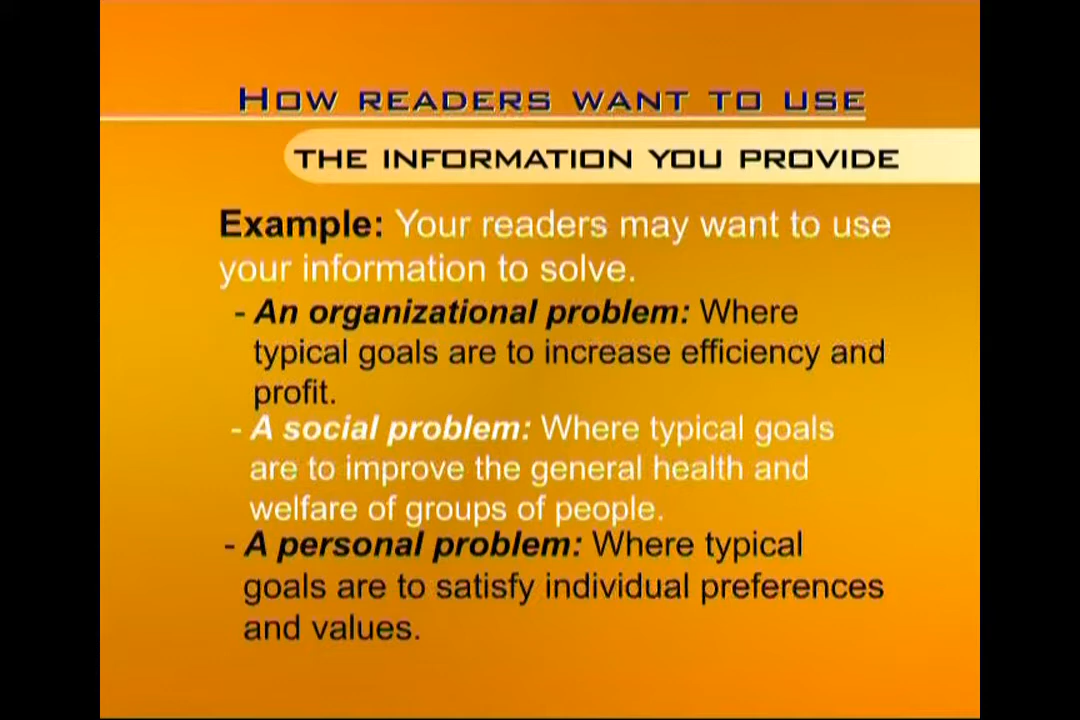 HOW READERS WANT TO USE
THE INFORMATION YOU PROVIDE
Example: Your readers may want to use
your information to solve.
- An organizational problem: Where
typical goals are to increase efficiency and
profit.
- A social problem: Where typical goals
are to improve the general health and
welfare of groups of people.
- A personal problem: Where typical
goals are to satisfy individual preferences
and values.